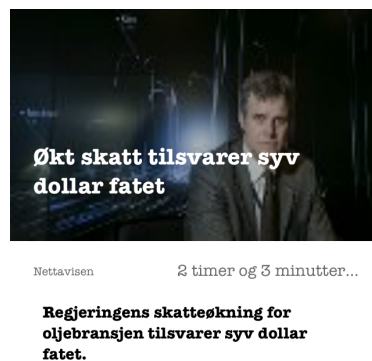 Økt skatt tilsvarer syv
dollar fatet
Nettavisen
2 timer og 3 minutter...
Regjeringens skatteøkning for
oljebransjen tilsvarer syv dollar
fatet.